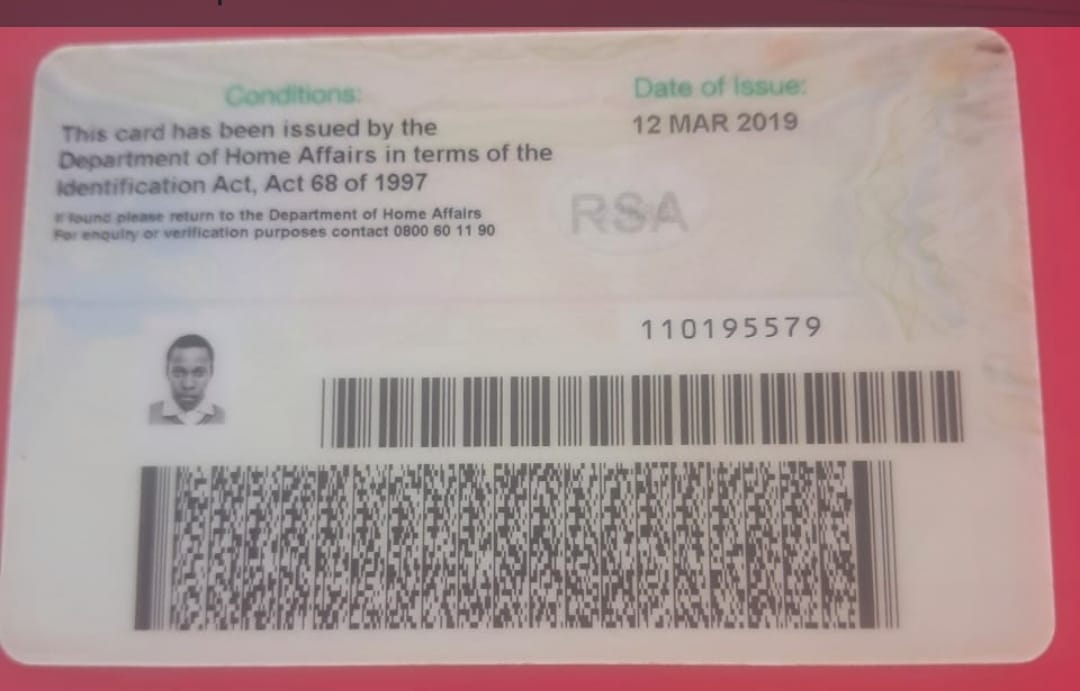 Conditions:
This card has been issued by the
Department of Home Affairs in terms of the
Identification Act, Act 68 of 1997
If found please return to the Department of Home Affairs
For enquiry or verification purposes contact 0800 60 11 90
Date of Issue:
12 MAR 2019
RSA
110195579